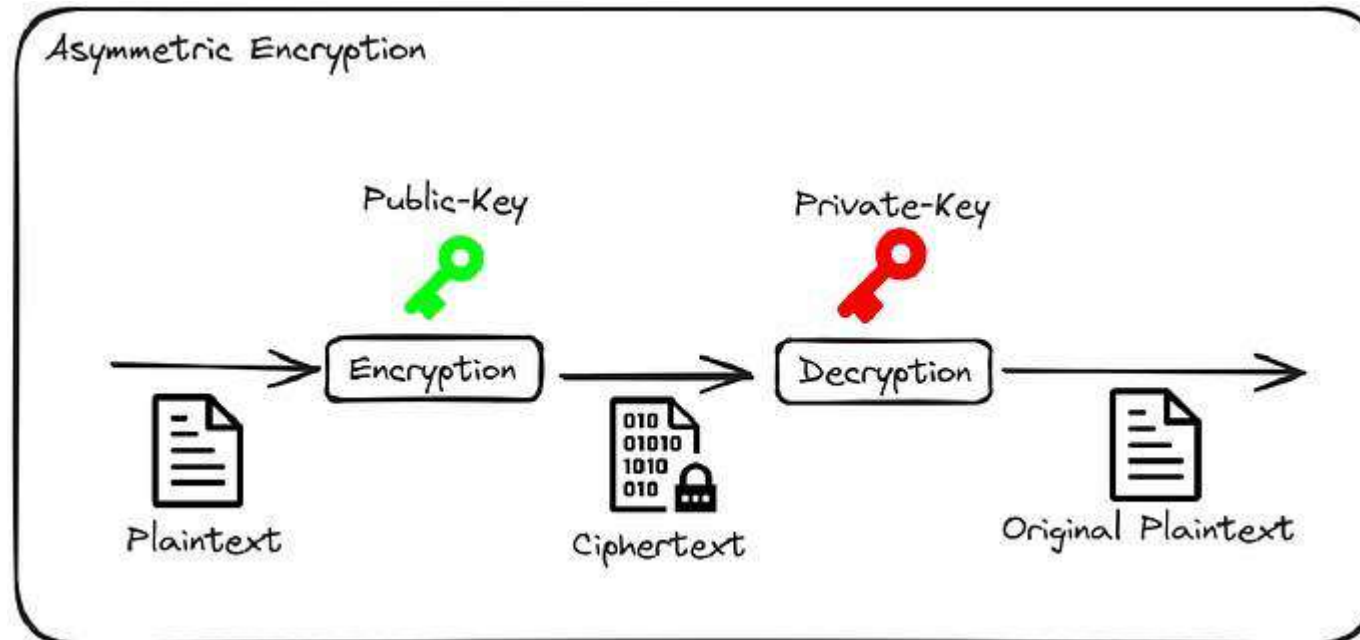 Asymmetric Encryption
Public-Key
Private-Key
Encryption
Decryption
010
01010
1010
010
Plaintext
Ciphertext
Original Plaintext